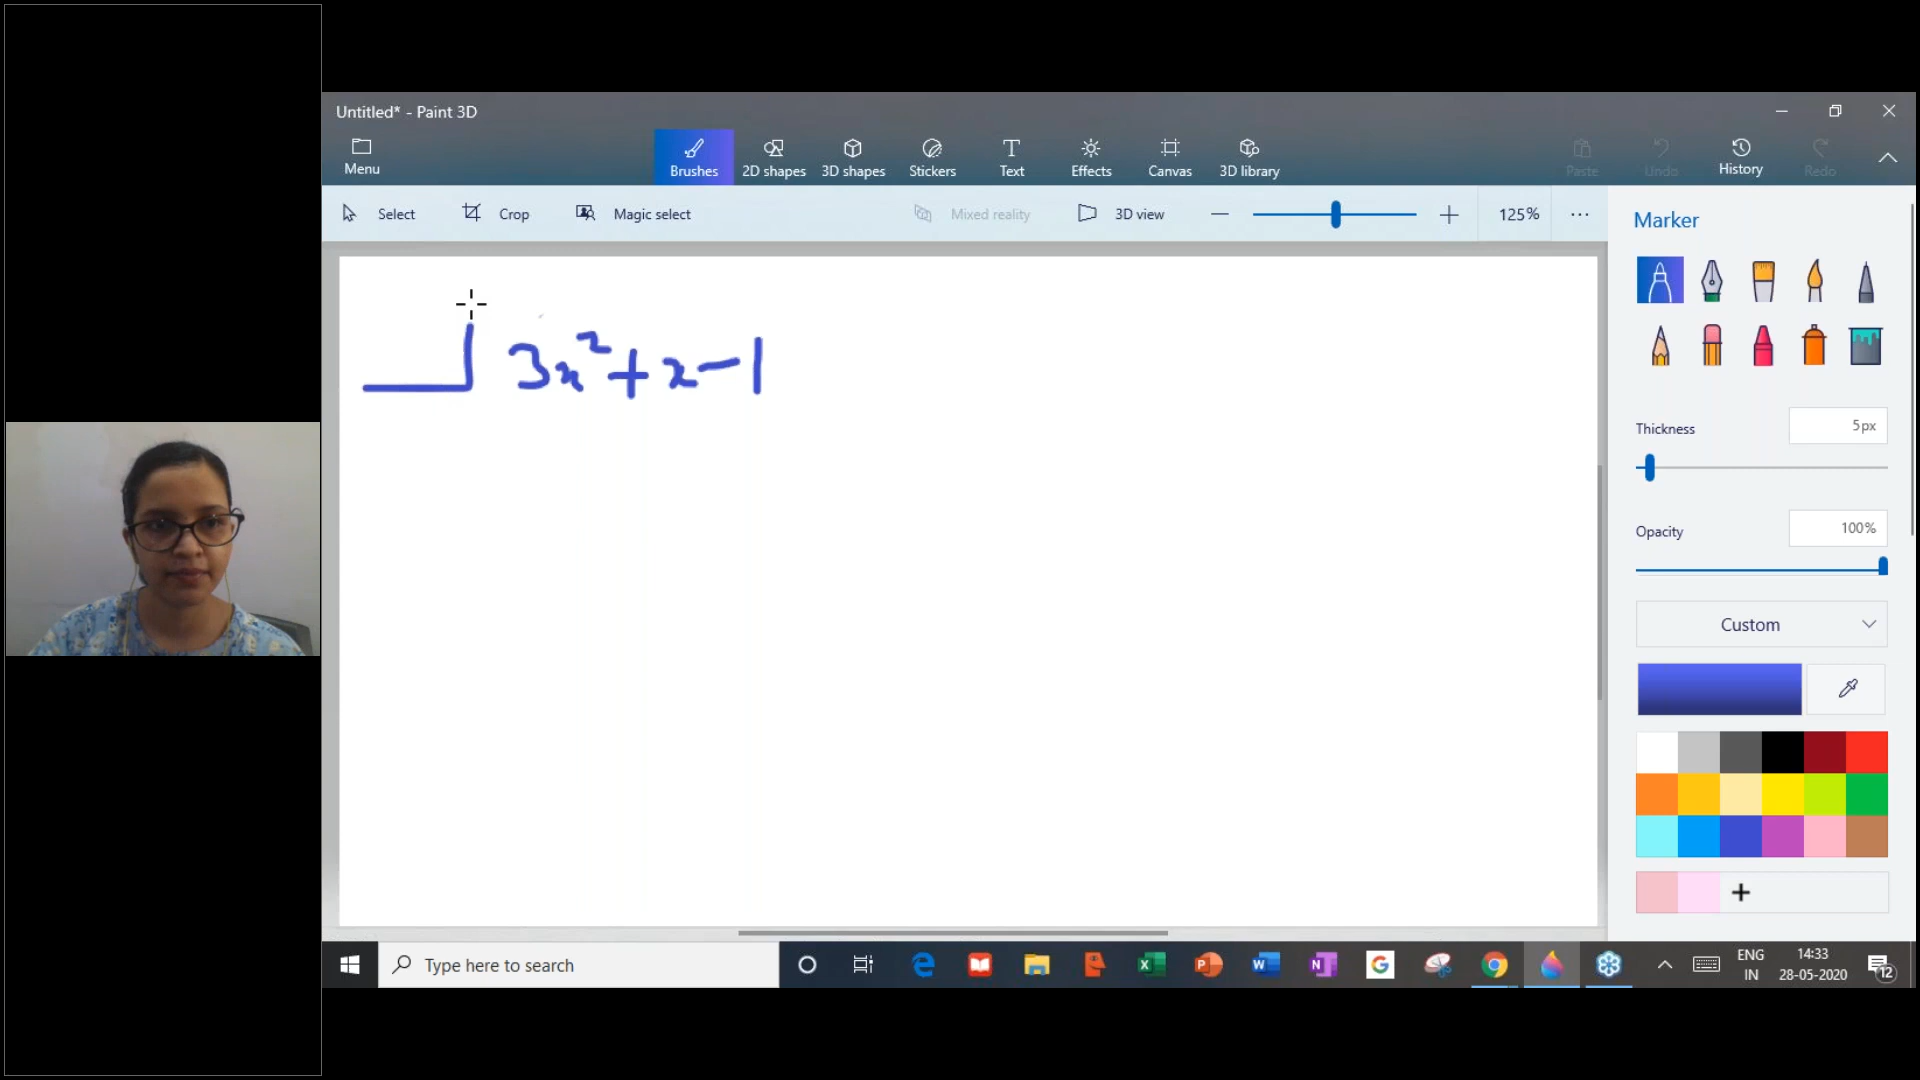 Untitled* - Paint 3D
Menu
Brushes 2D shapes 3D shapes Stickers Text Effects Canvas 3D library Paste Undo History Redo
Select Crop Magic select Mixed reality 3D view 125% ...
Marker
3x² + x - 1
Thickness 5px
Opacity 100%
Custom
Type here to search
ENG
IN
14:33
28-05-2020
12